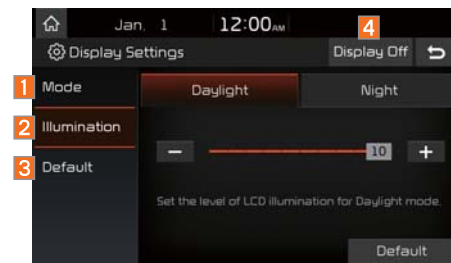 Jan. 1 12:00AM
4
Display Settings Display Off
1 Mode Daylight Night
2 Illumination
- 10 +
3 Default
Set the level of LCD illumination for Daylight mode.
Default